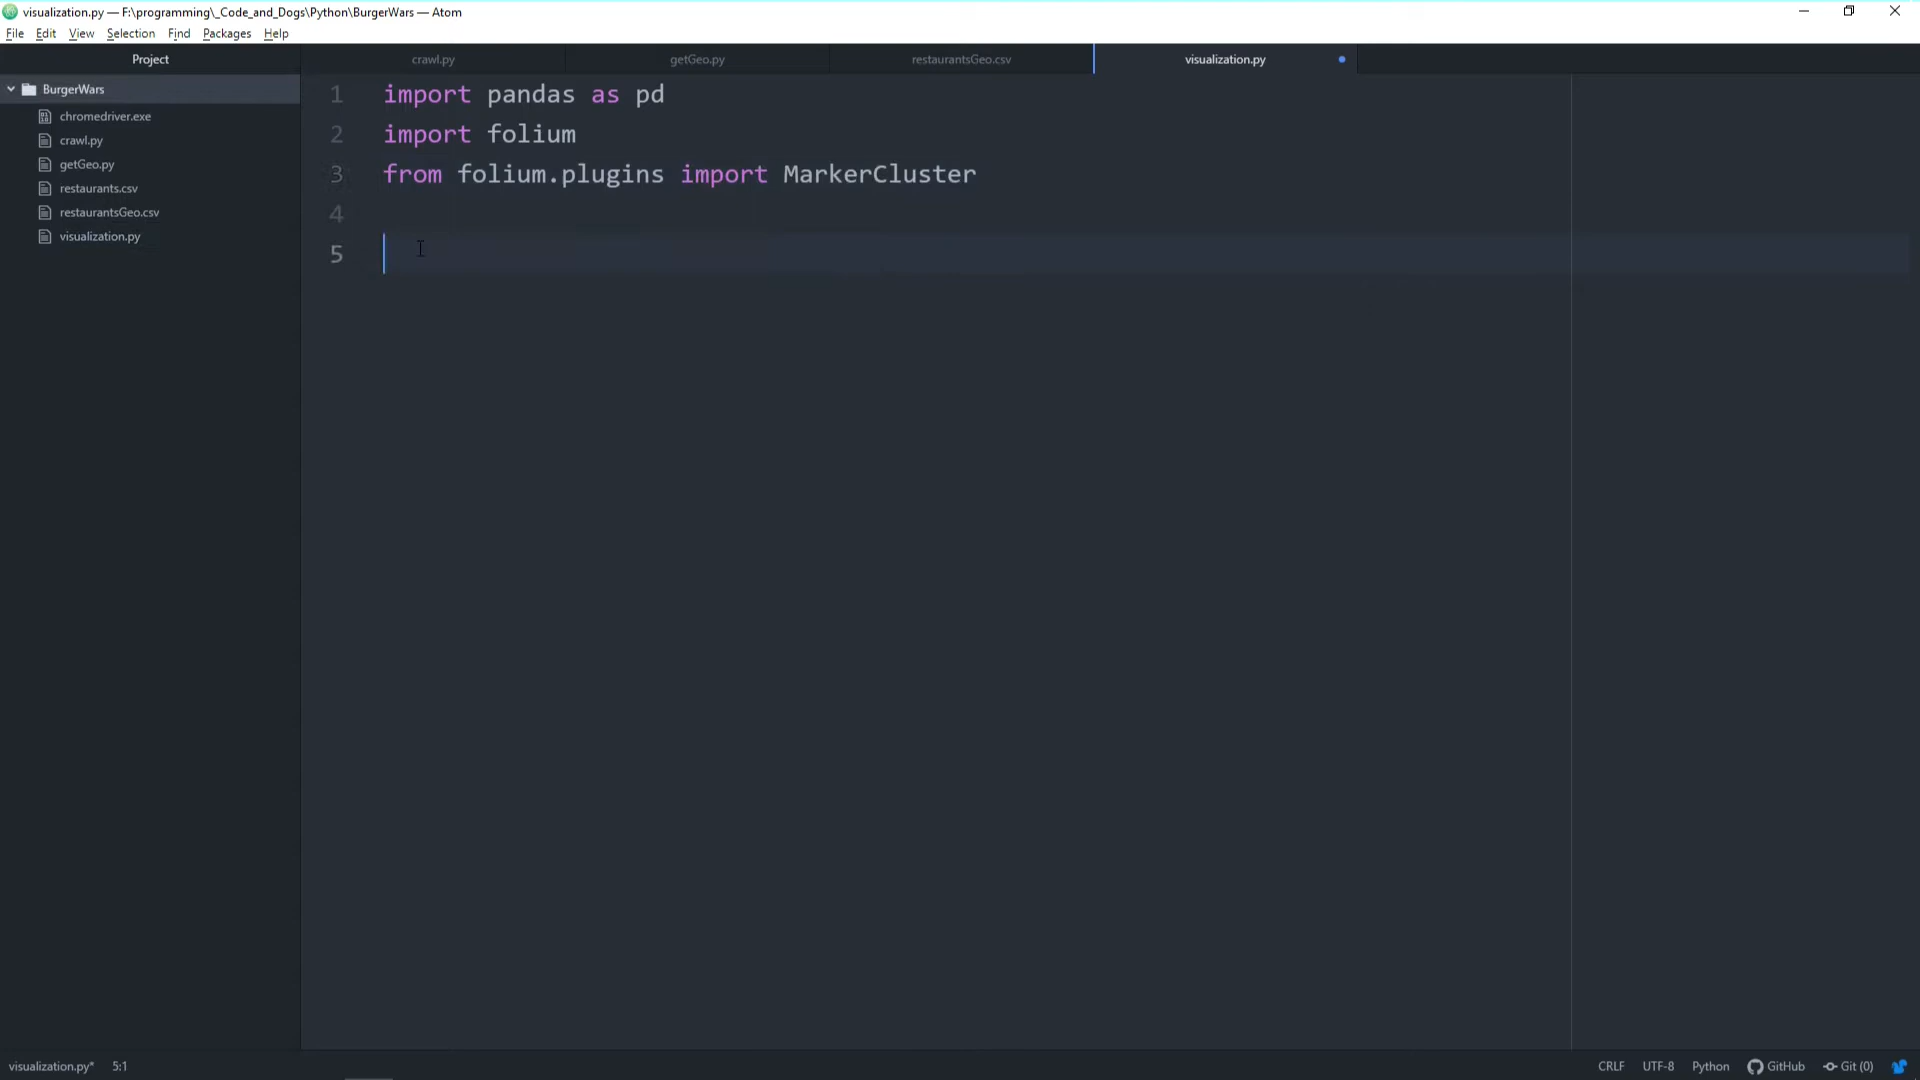 visualization.py — F:\programming\_Code_and_Dogs\Python\BurgerWars — Atom
File Edit View Selection Find Packages Help
Project
crawl.py
getGeo.py
restaurantsGeo.csv
visualization.py
BurgerWars
chromedriver.exe
crawl.py
getGeo.py
restaurants.csv
restaurantsGeo.csv
visualization.py
1 import pandas as pd
2 import folium
3 from folium.plugins import MarkerCluster
4
5
visualization.py* 5:1
CRLF UTF-8 Python GitHub Git (0)